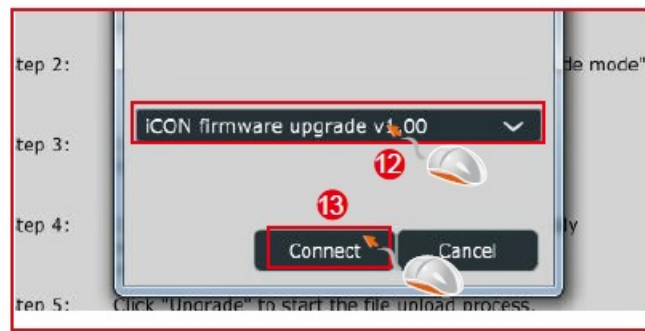 tep 2:
de mode"
iCON firmware upgrade v1.00
tep 3:
12
13
tep 4:
ly
Connect
Cancel
tep 5: Click "Upgrade" to start the file upload process.